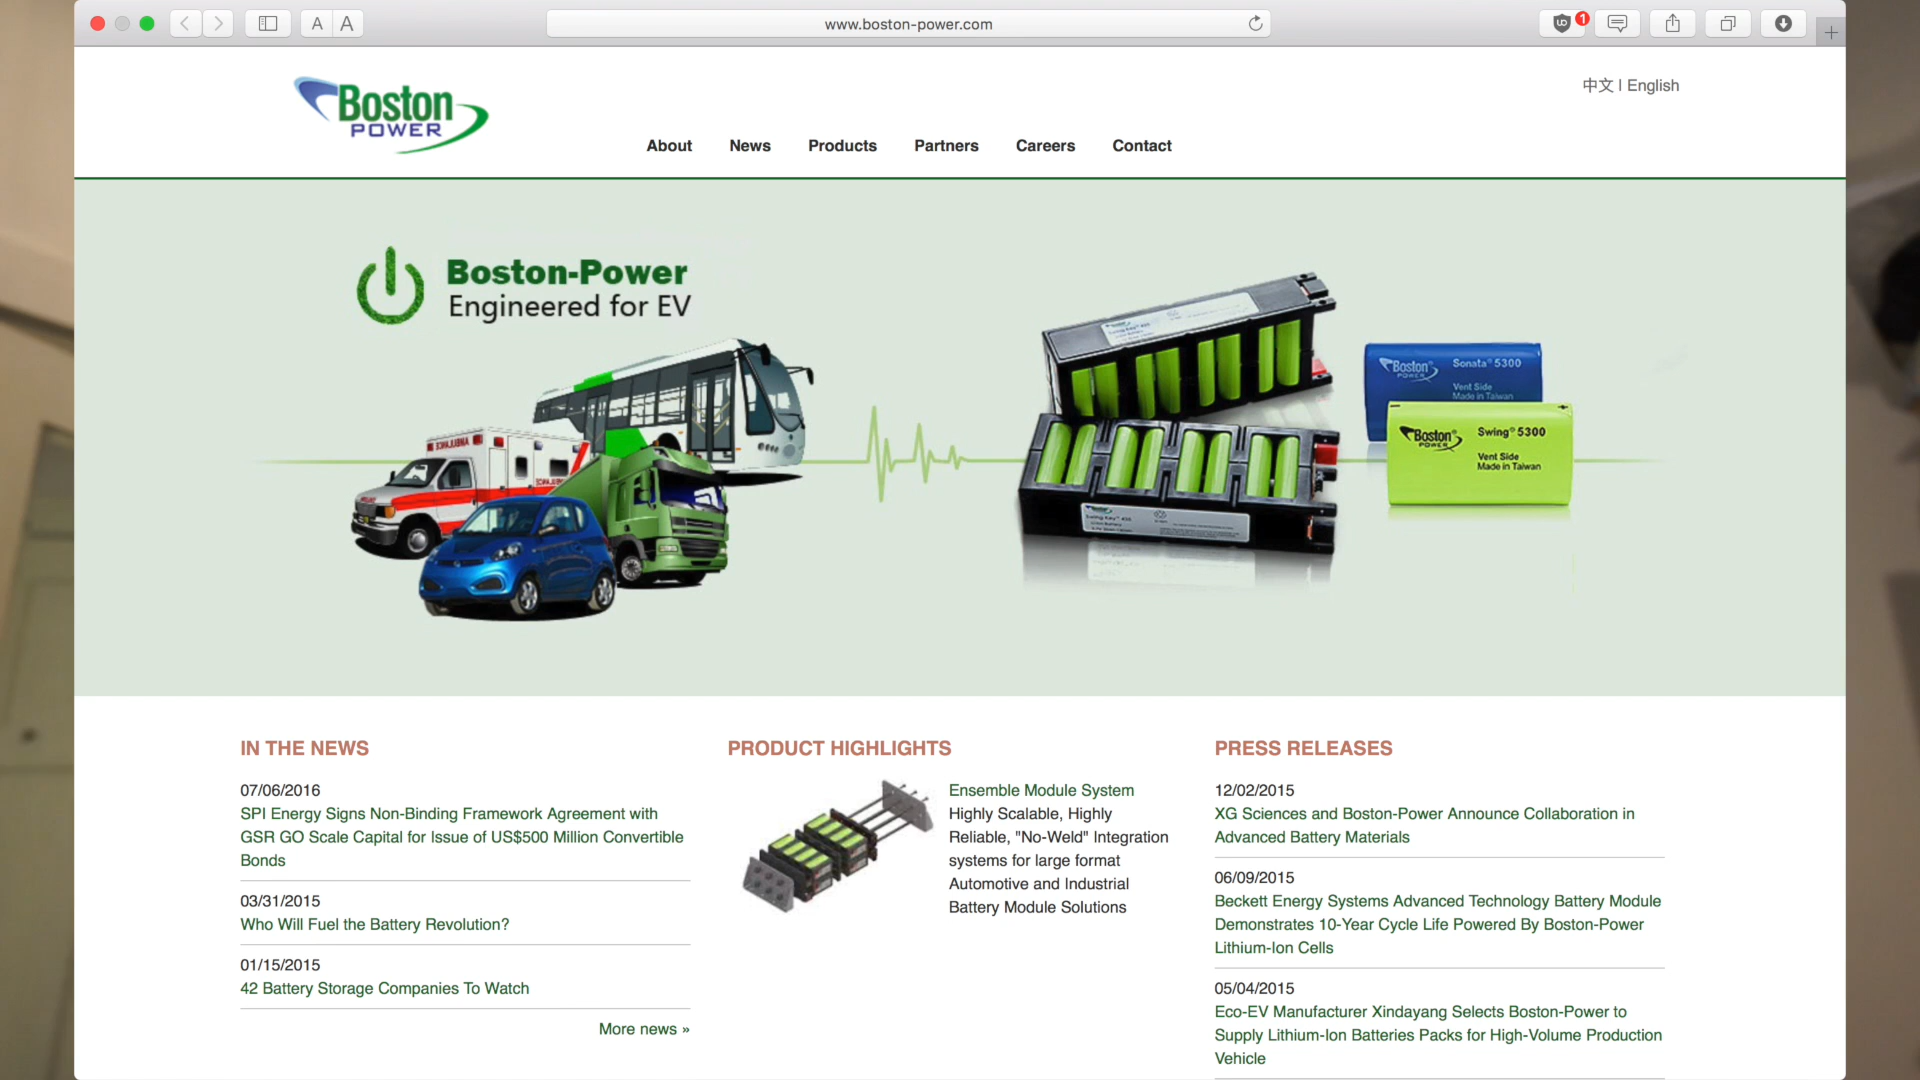 A A
www.boston-power.com
1
Boston
POWER
中文 | English
About News Products Partners Careers Contact
Boston-Power
Engineered for EV
AMBULANCE
Boston
POWER
Sonata® 5300
Vent Side
Made in Taiwan
Boston
POWER
Swing® 5300
Vent Side
Made in Taiwan
IN THE NEWS
07/06/2016
SPI Energy Signs Non-Binding Framework Agreement with
GSR GO Scale Capital for Issue of US$500 Million Convertible
Bonds
03/31/2015
Who Will Fuel the Battery Revolution?
01/15/2015
42 Battery Storage Companies To Watch
More news »
PRODUCT HIGHLIGHTS
Ensemble Module System
Highly Scalable, Highly
Reliable, "No-Weld" Integration
systems for large format
Automotive and Industrial
Battery Module Solutions
PRESS RELEASES
12/02/2015
XG Sciences and Boston-Power Announce Collaboration in
Advanced Battery Materials
06/09/2015
Beckett Energy Systems Advanced Technology Battery Module
Demonstrates 10-Year Cycle Life Powered By Boston-Power
Lithium-Ion Cells
05/04/2015
Eco-EV Manufacturer Xindayang Selects Boston-Power to
Supply Lithium-Ion Batteries Packs for High-Volume Production
Vehicle